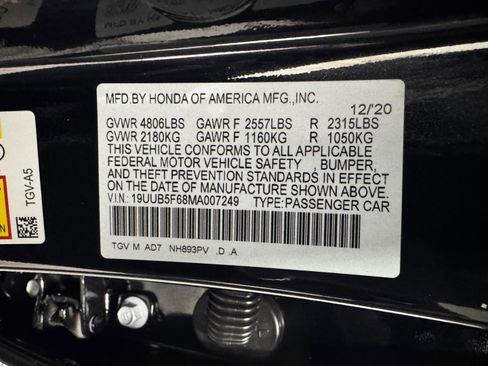 MFD.BY HONDA OF AMERICA MFG.,INC.
12/'20
GVWR 4806LBS GAWR F 2557LBS R 2315LBS
GVWR 2180KG GAWR F 1160KG R 1050KG
THIS VEHICLE CONFORMS TO ALL APPLICABLE
FEDERAL MOTOR VEHICLE SAFETY , BUMPER,
AND THEFT PREVENTION STANDARDS IN EFFECT
ON THE DATE OF MANUFACTURE SHOWN ABOVE.
V.I.N.: 19UUB5F68MA007249 TYPE:PASSENGER CAR
TGV M AD7 NH893PV .D .A
TGV-A5